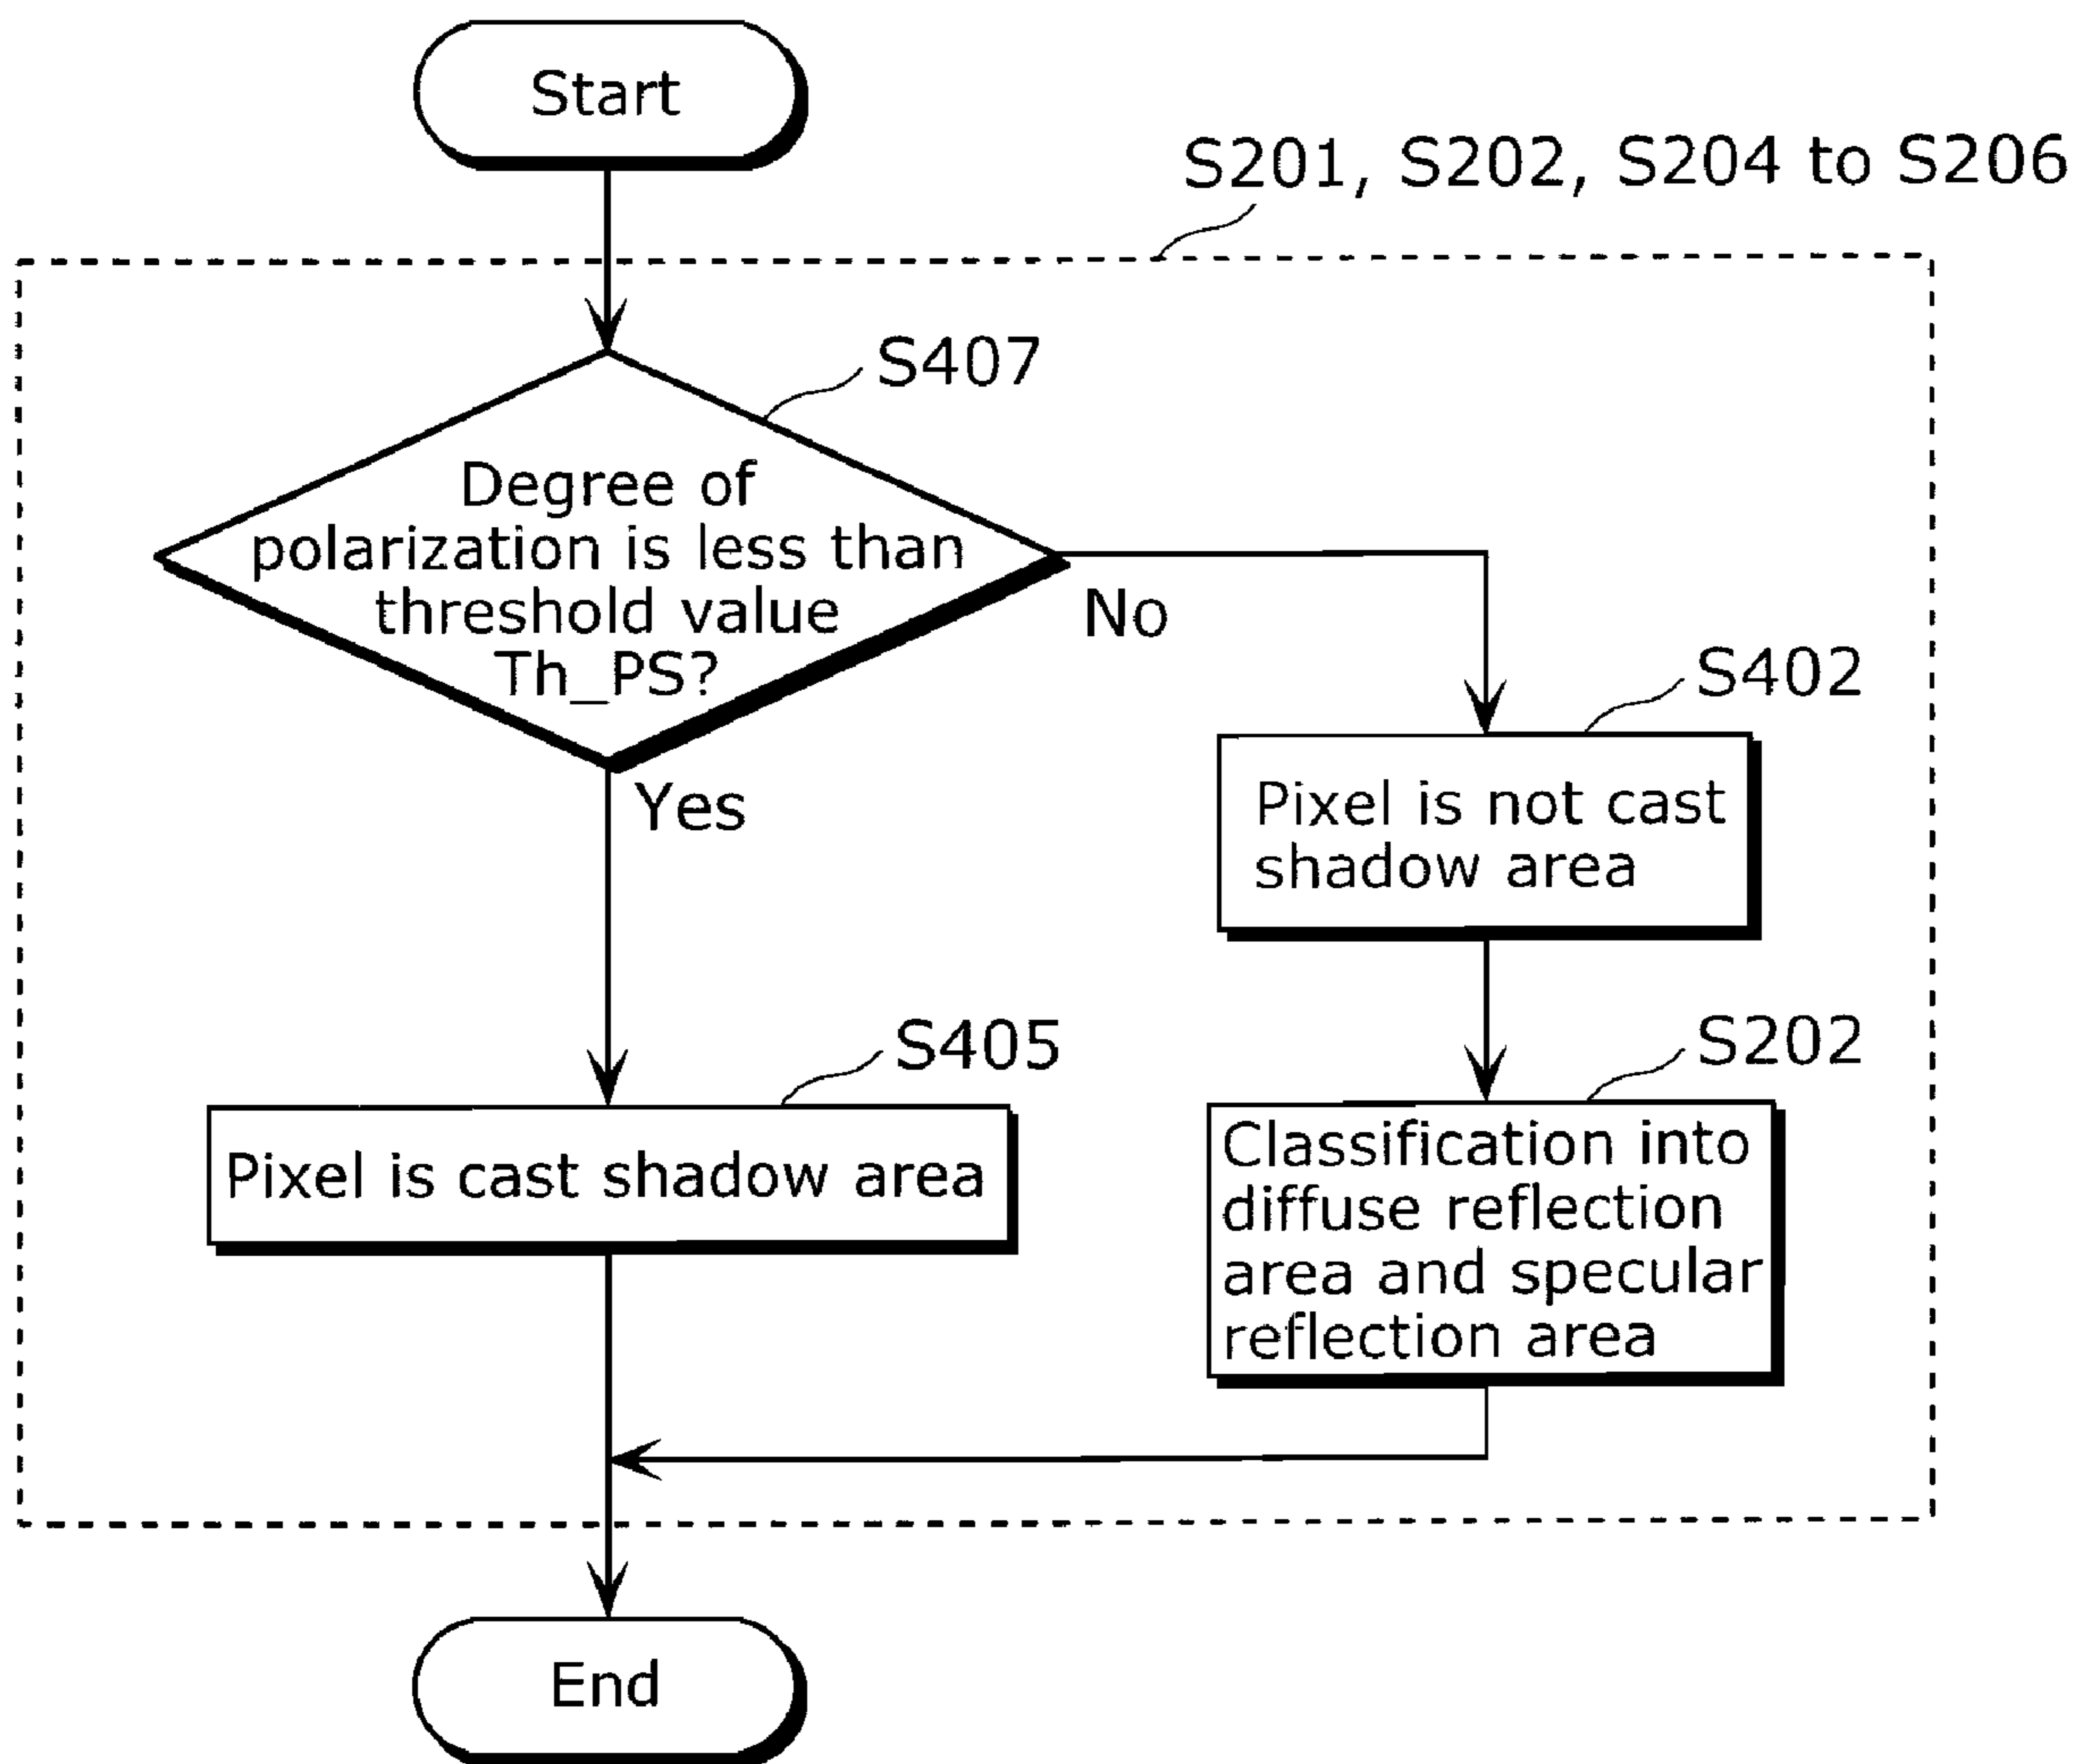 Start
S201, S202, S204 to S206
S407
Degree of
polarization is less than
threshold value
Th_PS?
No
Yes
S402
Pixel is not cast
shadow area
S405
Pixel is cast shadow area
S202
Classification into
diffuse reflection
area and specular
reflection area
End